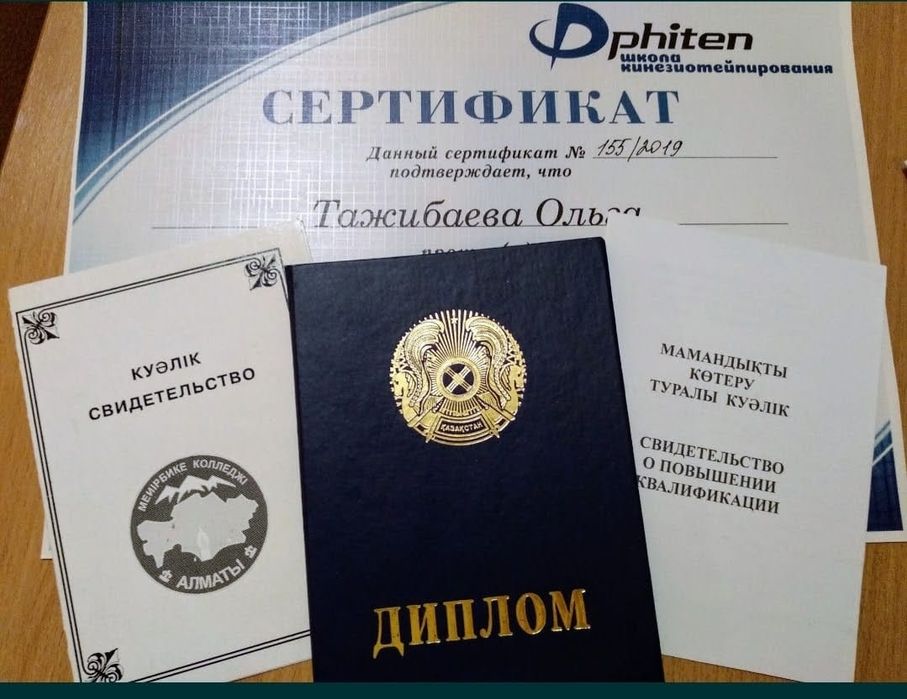 phiten
школа
кинезиотейпирования
СЕРТИФИКАТ
Данный сертификат № 155/2019
подтверждает, что
Тажибаева Ольга
КУӘЛІК
СВИДЕТЕЛЬСТВО
МЕЙІРБИКЕ КОЛЛЕДЖІ
АЛМАТЫ
ҚАЗАҚСТАН
ДИПЛОМ
МАМАНДЫҚТЫ
КӨТЕРУ
ТУРАЛЫ КУӘЛІК
СВИДЕТЕЛЬСТВО
О ПОВЫШЕНИИ
КВАЛИФИКАЦИИ